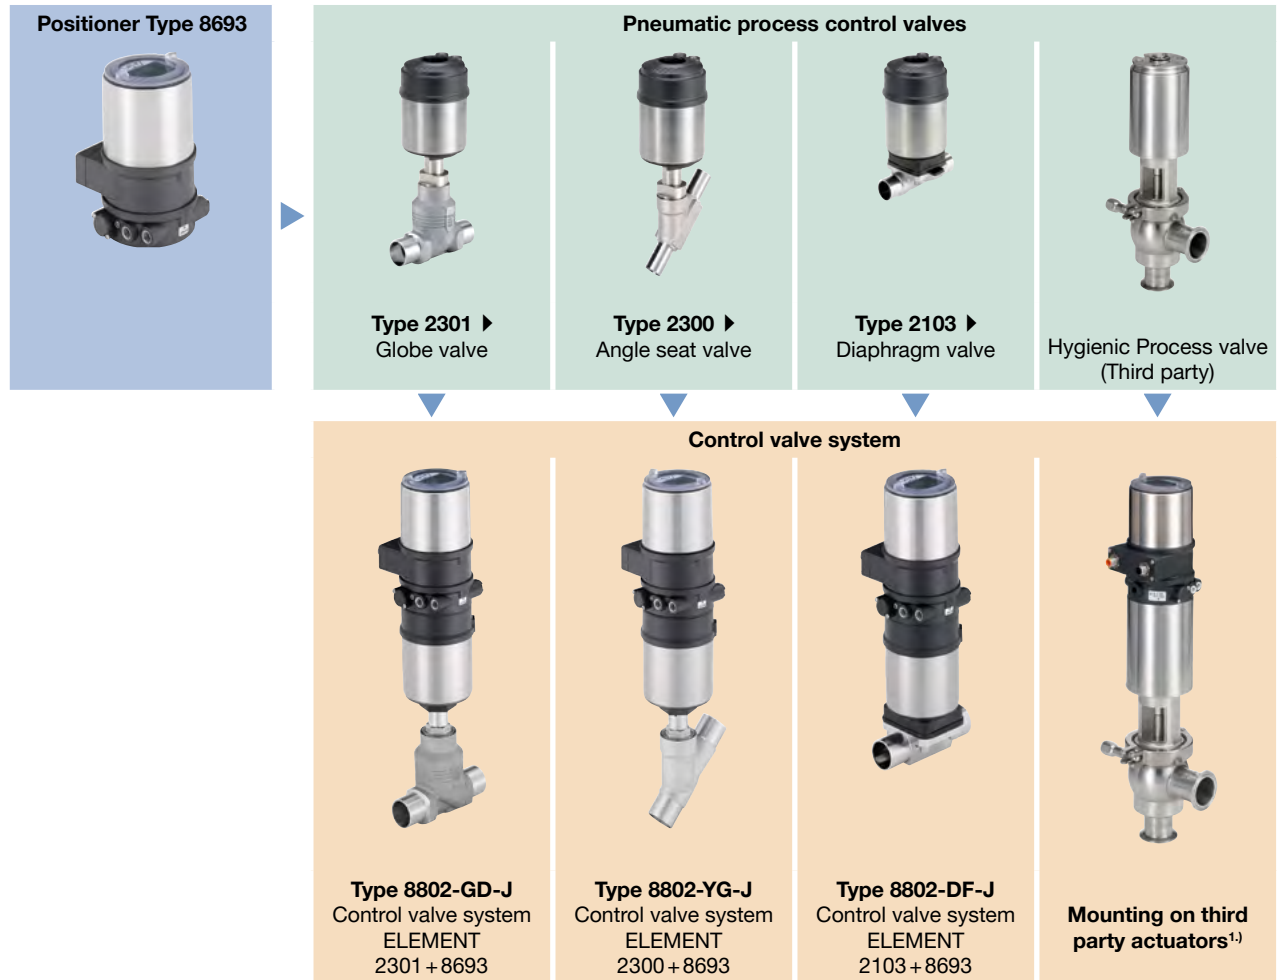 Positioner Type 8693
Pneumatic process control valves
Type 2301 ▶
Globe valve
Type 2300 ▶
Angle seat valve
Type 2103 ▶
Diaphragm valve
Hygienic Process valve
(Third party)
Control valve system
Type 8802-GD-J
Control valve system
ELEMENT
2301 + 8693
Type 8802-YG-J
Control valve system
ELEMENT
2300 + 8693
Type 8802-DF-J
Control valve system
ELEMENT
2103 + 8693
Mounting on third
party actuators1.)